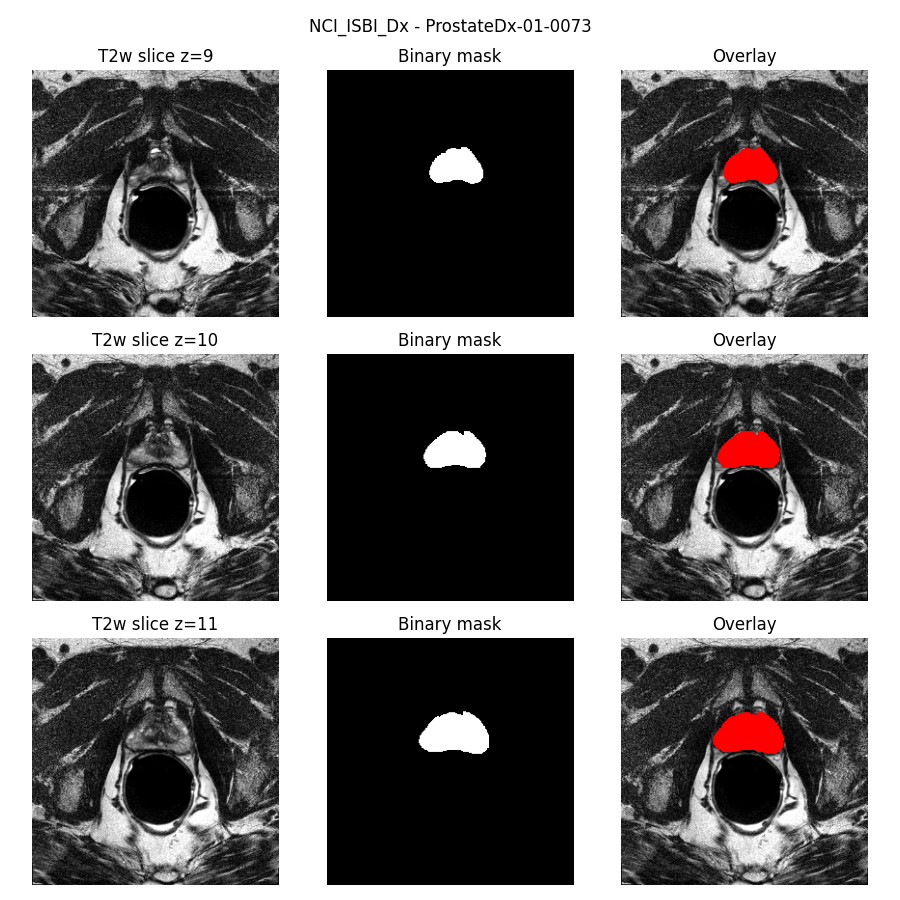 NCI_ISBI_Dx - ProstateDx-01-0073
T2w slice z=9 Binary mask Overlay
T2w slice z=10 Binary mask Overlay
T2w slice z=11 Binary mask Overlay